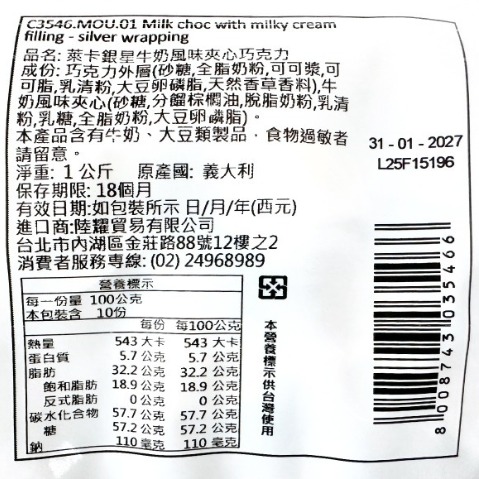 C3546.MOU.01 Milk choc with milky cream
filling - silver wrapping
品名: 萊卡銀星牛奶風味夾心巧克力
成份: 巧克力外層(砂糖,全脂奶粉,可可漿,可
可脂,乳清粉,大豆卵磷脂,天然香草香料),牛
奶風味夾心(砂糖,分餾棕櫚油,脫脂奶粉,乳清
粉,乳糖,全脂奶粉,大豆卵磷脂)。
本產品含有牛奶、大豆類製品，食物過敏者
請留意。
淨重: 1 公斤 原產國: 義大利
保存期限: 18個月
有效日期:如包裝所示 日/月/年(西元)
進口商:陸耀貿易有限公司
台北市內湖區金莊路88號12樓之2
消費者服務專線: (02) 24968989
31-01-2027
L25F15196
營養標示
每一份量 100公克
本包裝含 10份
每份 每100公克
熱量 543 大卡 543 大卡
蛋白質 5.7 公克 5.7 公克
脂肪 32.2 公克 32.2 公克
飽和脂肪 18.9 公克 18.9 公克
反式脂肪 0 公克 0 公克
碳水化合物 57.7 公克 57.7 公克
糖 57.2 公克 57.2 公克
鈉 110 毫克 110 毫克
本營養標示供台灣使用
8 008743 035466